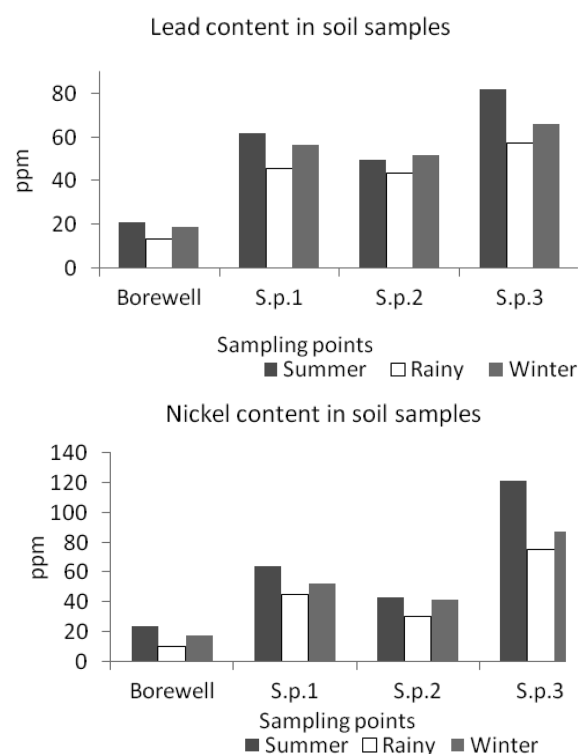 Lead content in soil samples
80
60
40
20
0
ppm
Borewell S.p.1 S.p.2 S.p.3
Sampling points
Summer Rainy Winter
Nickel content in soil samples
140
120
100
80
60
40
20
0
ppm
Borewell S.p.1 S.p.2 S.p.3
Sampling points
Summer Rainy Winter